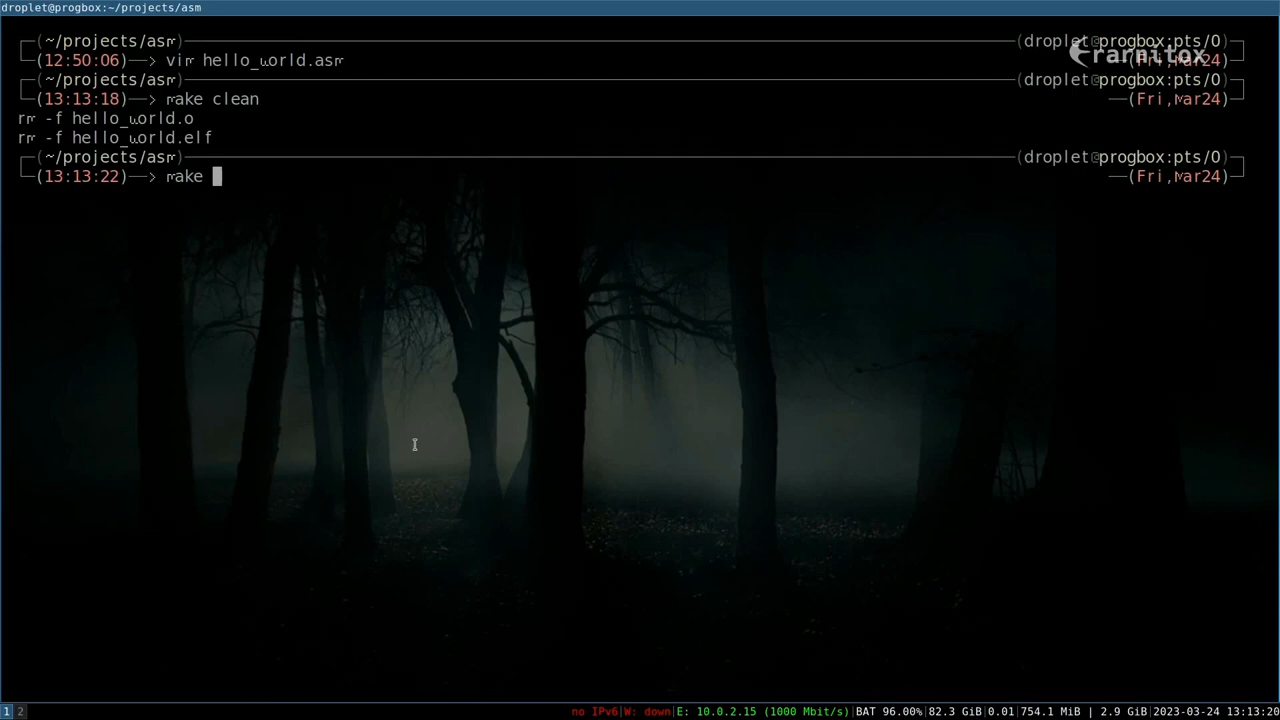 droplet@progbox:~/projects/asm
(~/projects/asm) (droplet@progbox:pts/0)
(12:50:06)—> vim hello_world.asm (Fri,Mar24)
(~/projects/asm) (droplet@progbox:pts/0)
(13:13:18)—> make clean —(Fri,Mar24)
rm -f hello_world.o
rm -f hello_world.elf
(~/projects/asm) (droplet@progbox:pts/0)
(13:13:22)—> make —(Fri,Mar24)
1 2 no IPv6|W: down|E: 10.0.2.15 (1000 Mbit/s)|BAT 96.00%|82.3 GiB|0.01|754.1 MiB | 2.9 GiB|2023-03-24 13:13:20